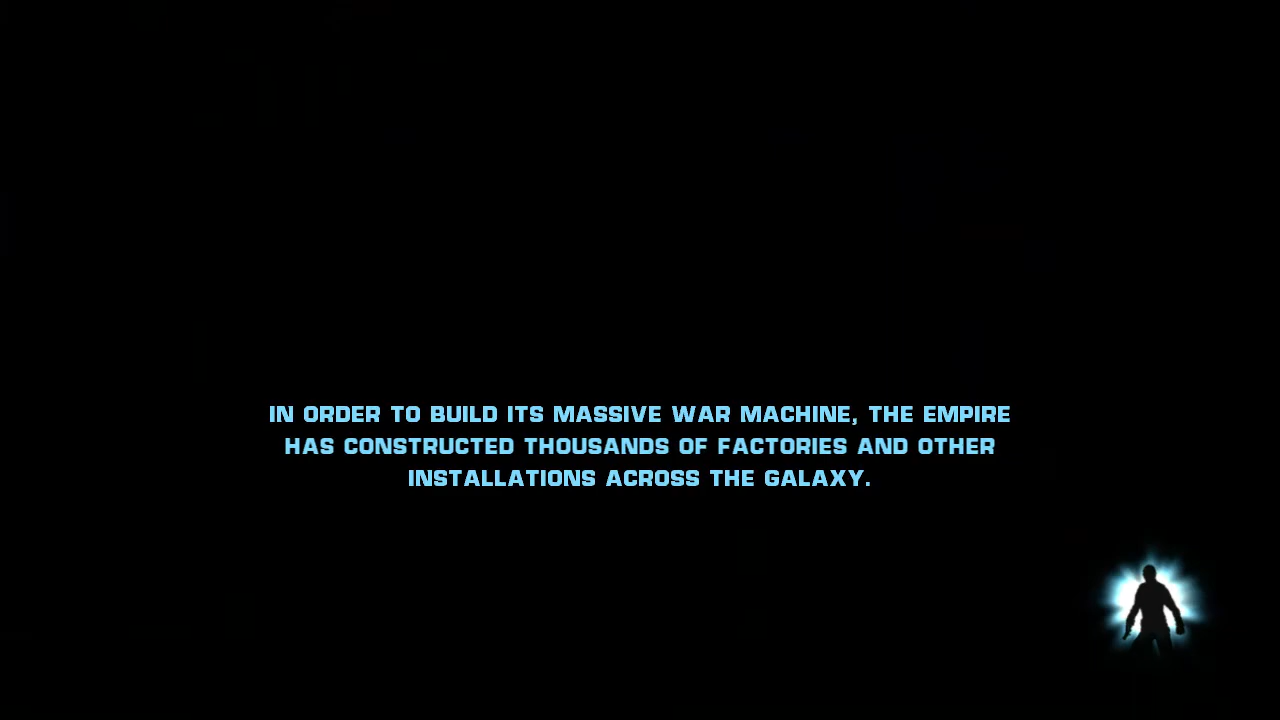 IN ORDER TO BUILD ITS MASSIVE WAR MACHINE, THE EMPIRE
HAS CONSTRUCTED THOUSANDS OF FACTORIES AND OTHER
INSTALLATIONS ACROSS THE GALAXY.